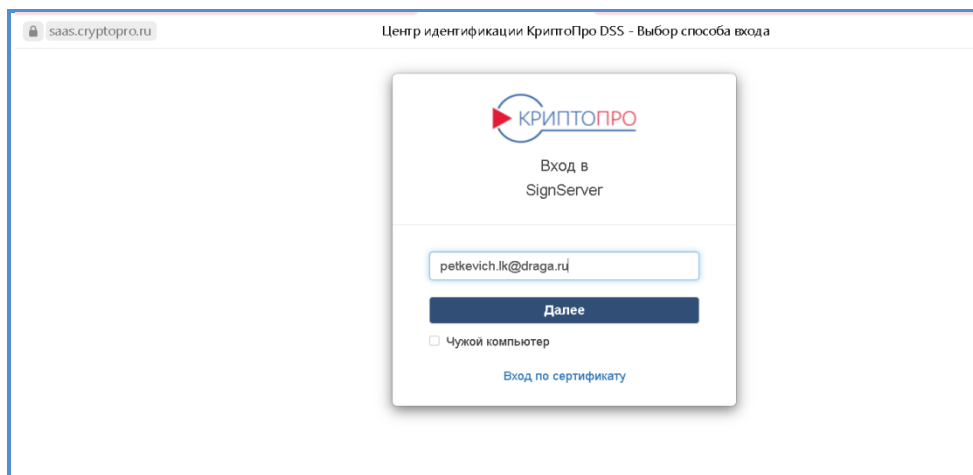 saas.cryptopro.ru
Центр идентификации КриптоПро DSS - Выбор способа входа
КРИПТОПРО
Вход в
SignServer
petkevich.lk@draga.ru
Далее
Чужой компьютер
Вход по сертификату